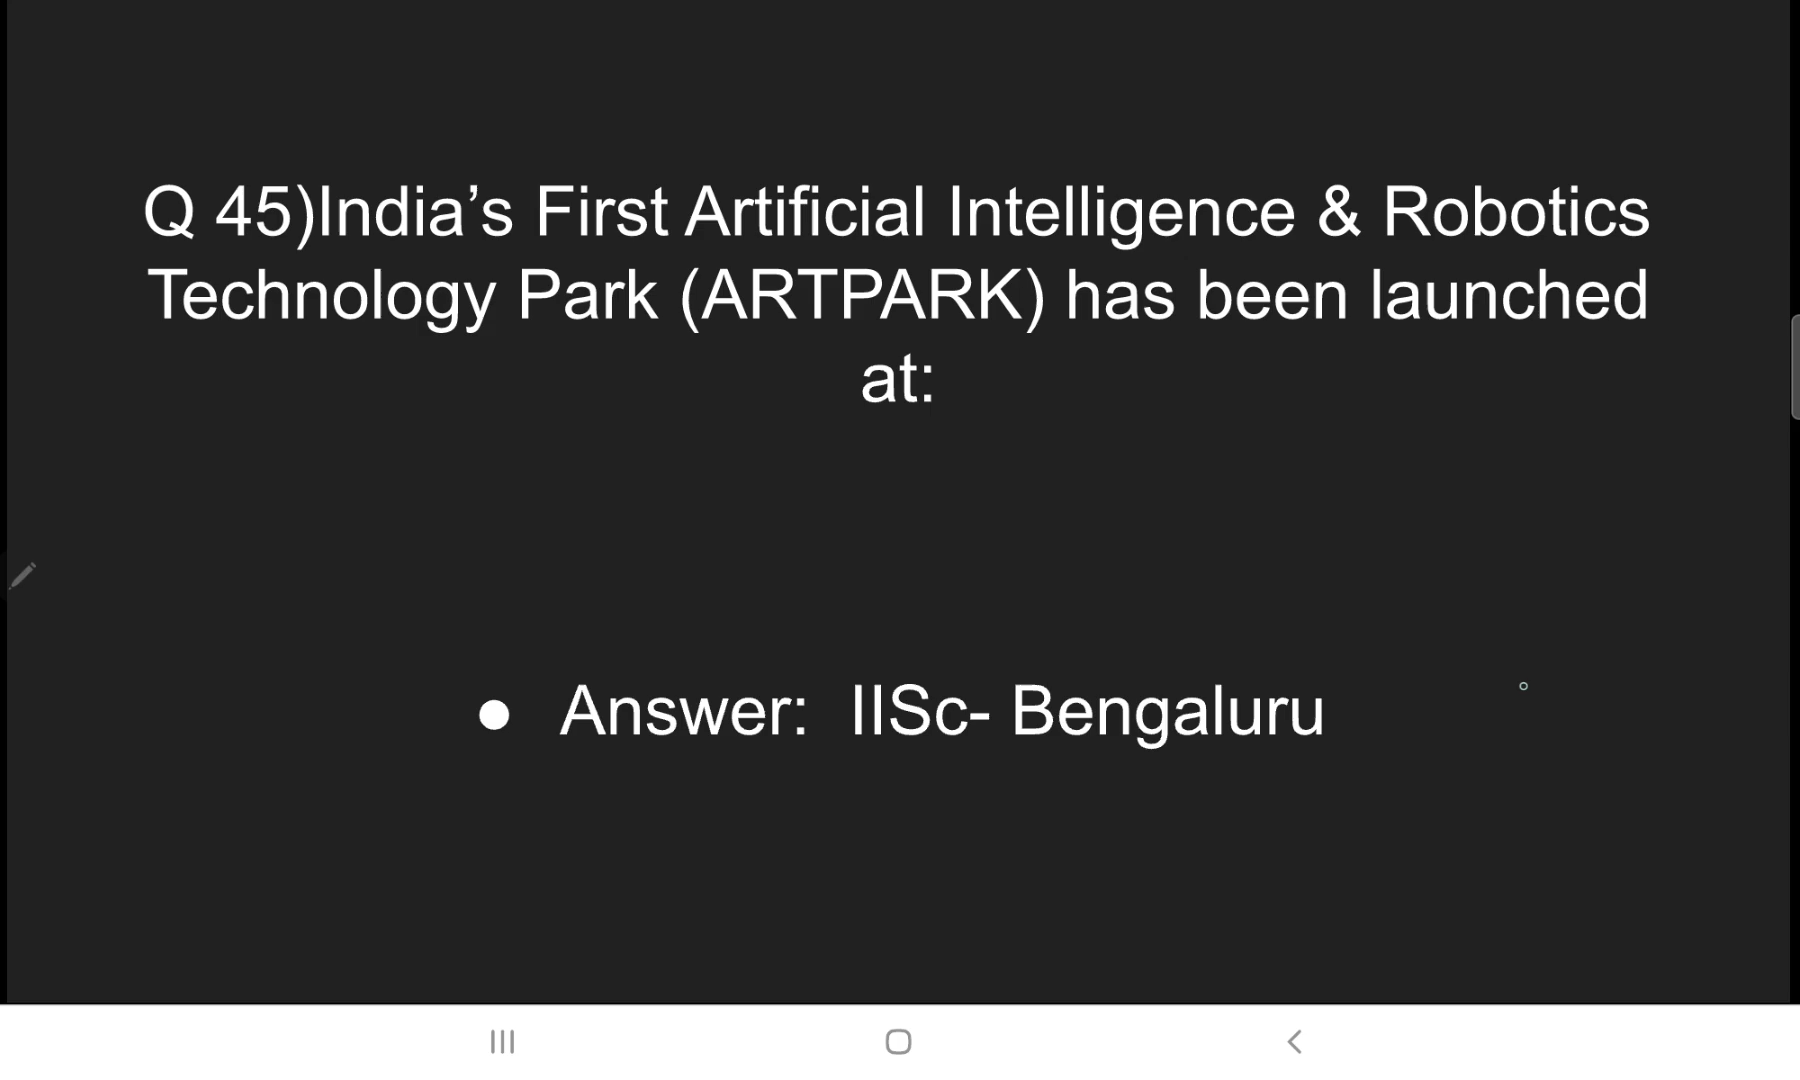 Q 45)India’s First Artificial Intelligence & Robotics
Technology Park (ARTPARK) has been launched
at:
● Answer:  IISc- Bengaluru